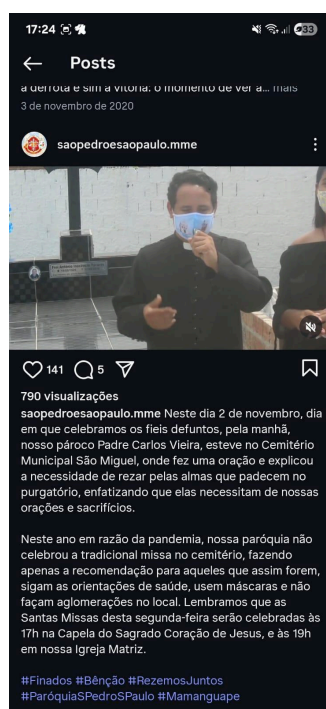 17:24
33
Posts
a derrota e sim a vitória: o momento de ver a... mais
3 de novembro de 2020
saopedroesaopaulo.mme
141
5
790 visualizações
saopedroesaopaulo.mme Neste dia 2 de novembro, dia
em que celebramos os fieis defuntos, pela manhã,
nosso pároco Padre Carlos Vieira, esteve no Cemitério
Municipal São Miguel, onde fez uma oração e explicou
a necessidade de rezar pelas almas que padecem no
purgatório, enfatizando que elas necessitam de nossas
orações e sacrifícios.
Neste ano em razão da pandemia, nossa paróquia não
celebrou a tradicional missa no cemitério, fazendo
apenas a recomendação para aqueles que assim forem,
sigam as orientações de saúde, usem máscaras e não
façam aglomerações no local. Lembramos que as
Santas Missas desta segunda-feira serão celebradas às
17h na Capela do Sagrado Coração de Jesus, e às 19h
em nossa Igreja Matriz.
#Finados #Bênção #RezemosJuntos
#ParóquiaSPedroSPaulo #Mamanguape